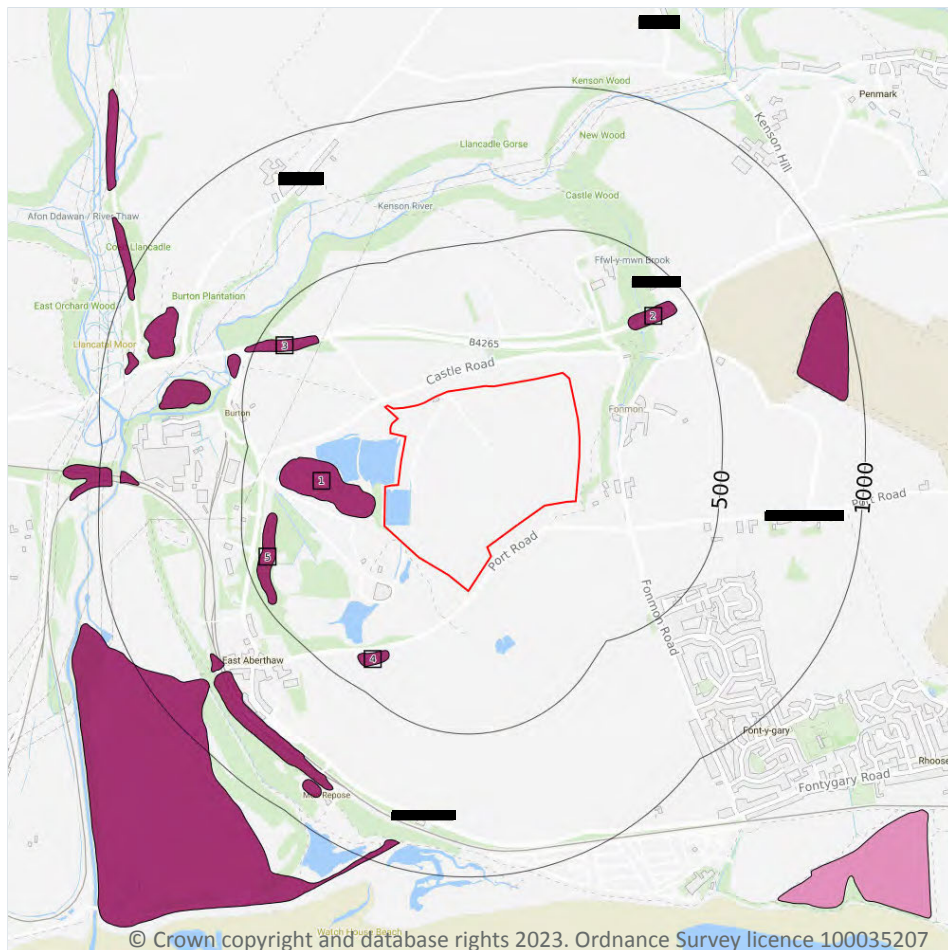 Kenson Wood
Penmark
Kenson Hill
New Wood
Llancadle Gorse
Castle Wood
Kenson River
Afon Ddawan / River Thaw
Ffwl-y-mwn Brook
Burton Plantation
East Orchard Wood
2
Llancatal Moor
3
B4265
Castle Road
Fonmon
Burton
1
500
1000
Port Road
Port Road
5
Fonmon Road
East Aberthaw
4
Font-y-gary
Rhoose
Fontygary Road
Repose
Watch House Beach
© Crown copyright and database rights 2023. Ordnance Survey licence 100035207